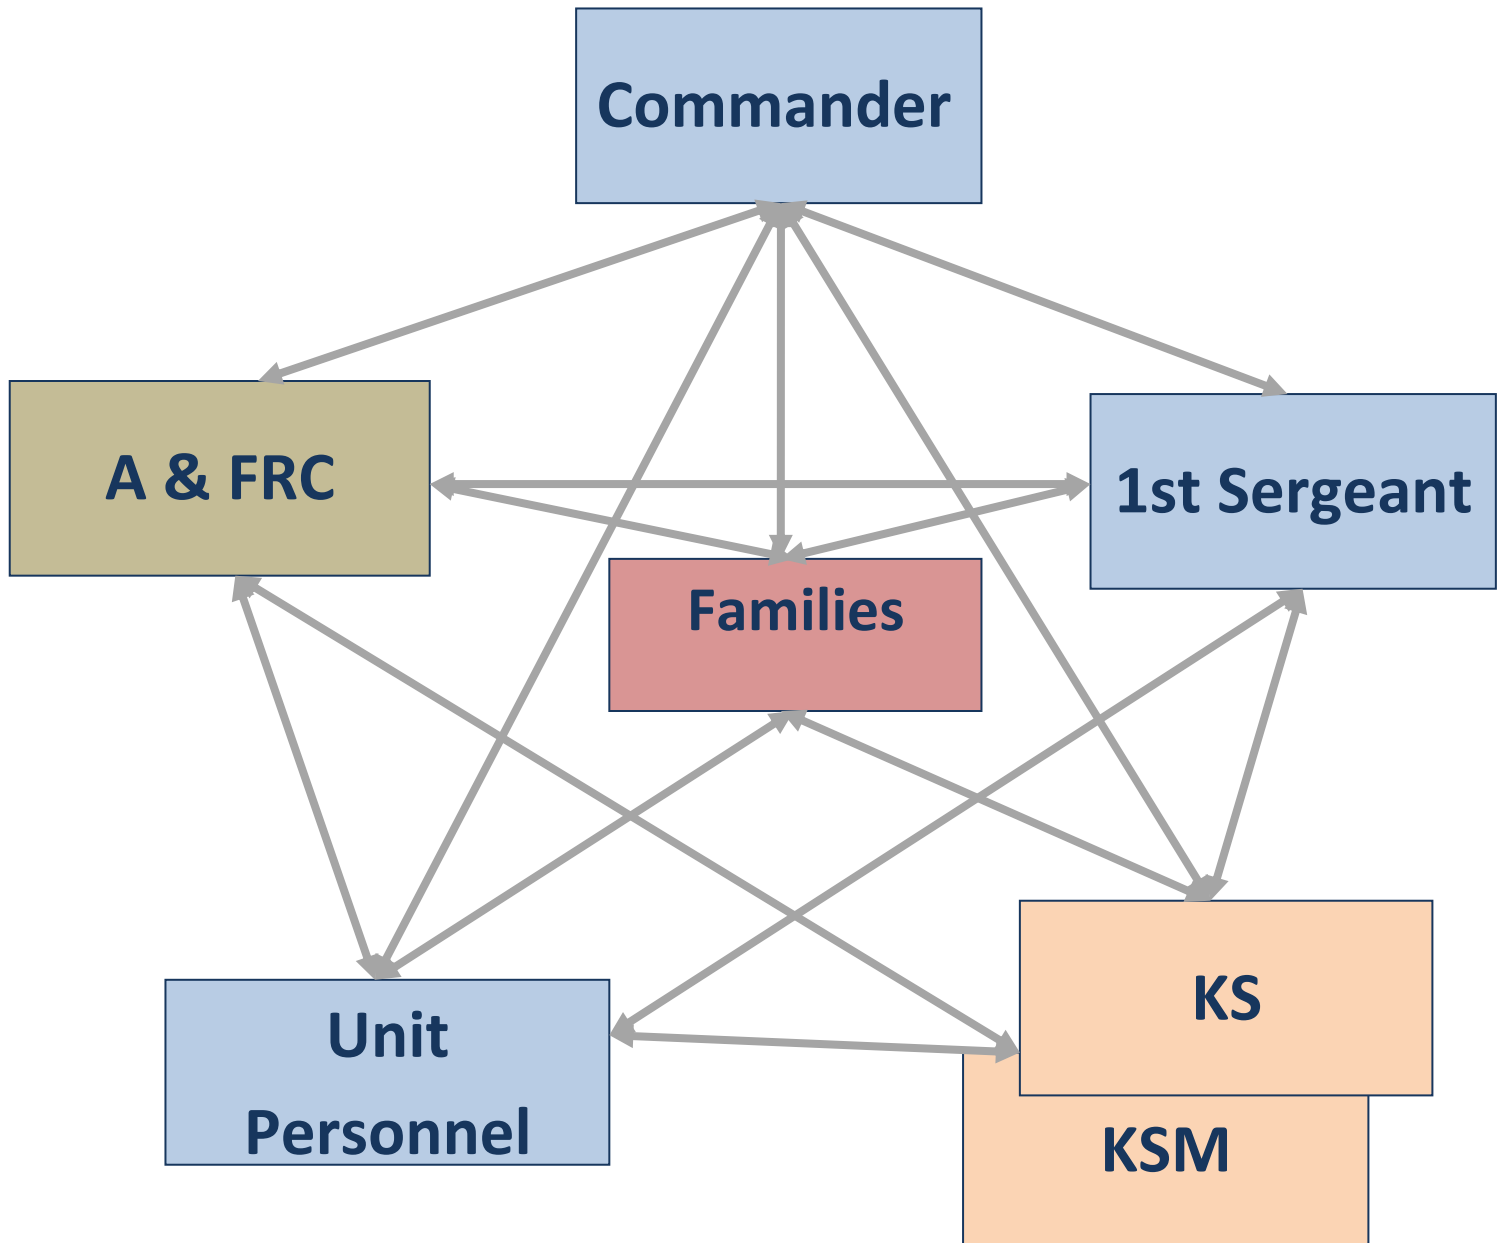 Commander
A & FRC
1st Sergeant
Families
KS
Unit
Personnel
KSM